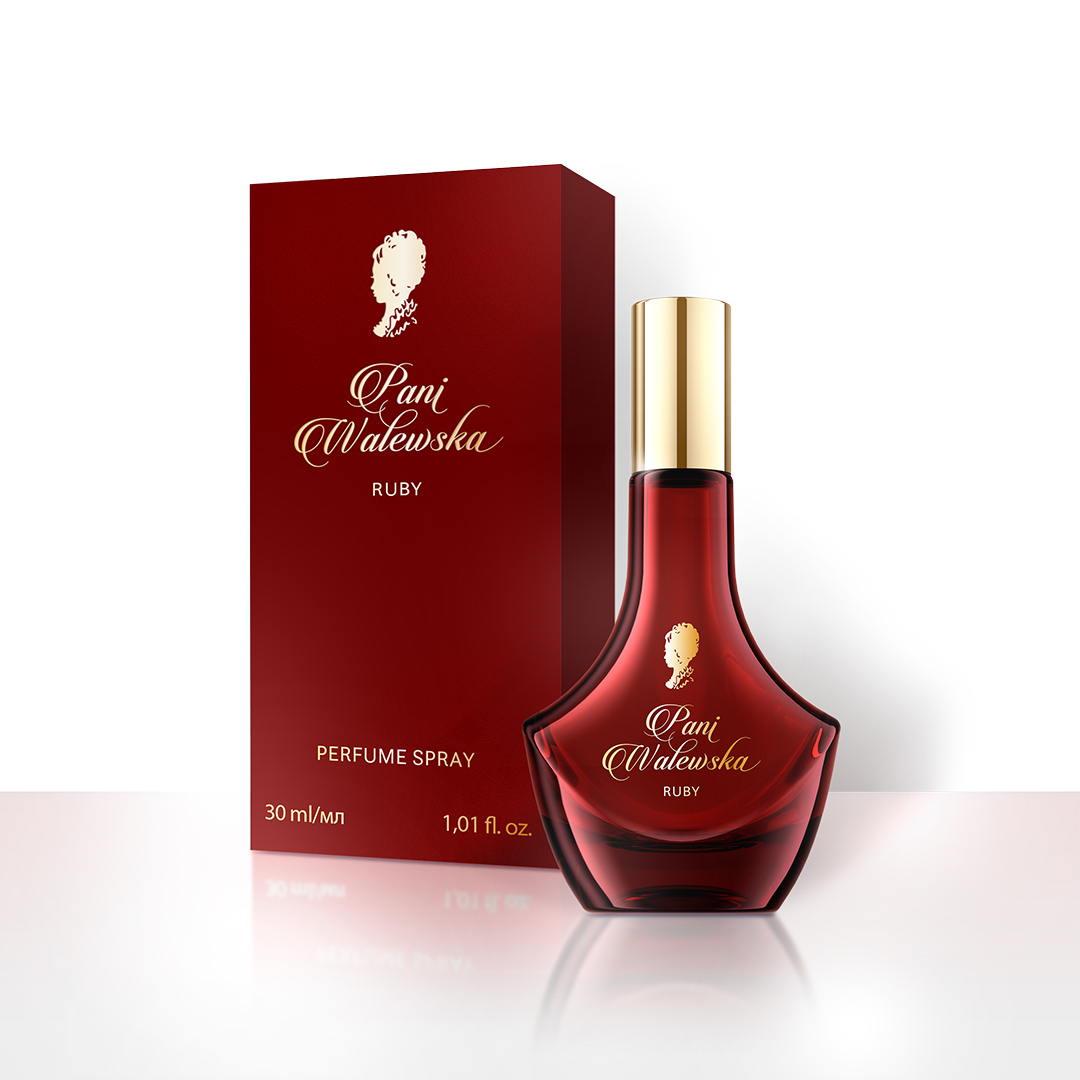 Pani
Walewska
RUBY
PERFUME SPRAY
30 ml/мл
1,01 fl. oz.
Pani
Walewska
RUBY